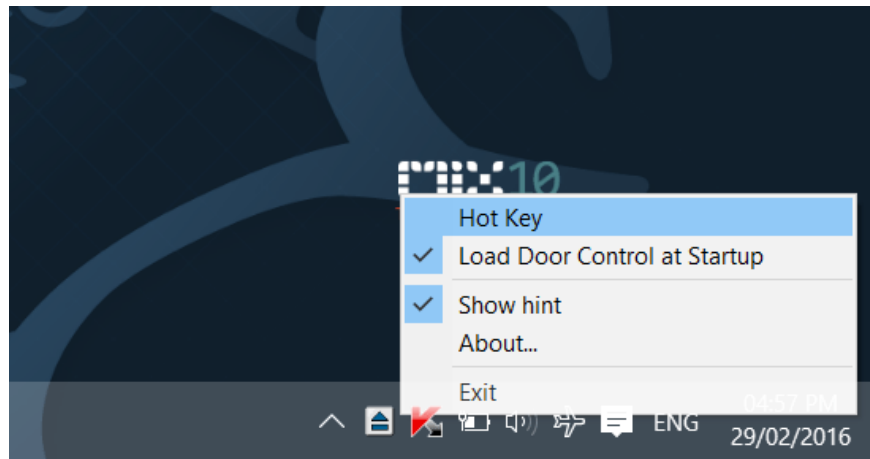 MIX10
Hot Key
Load Door Control at Startup
Show hint
About...
Exit
04:57 PM
ENG
29/02/2016